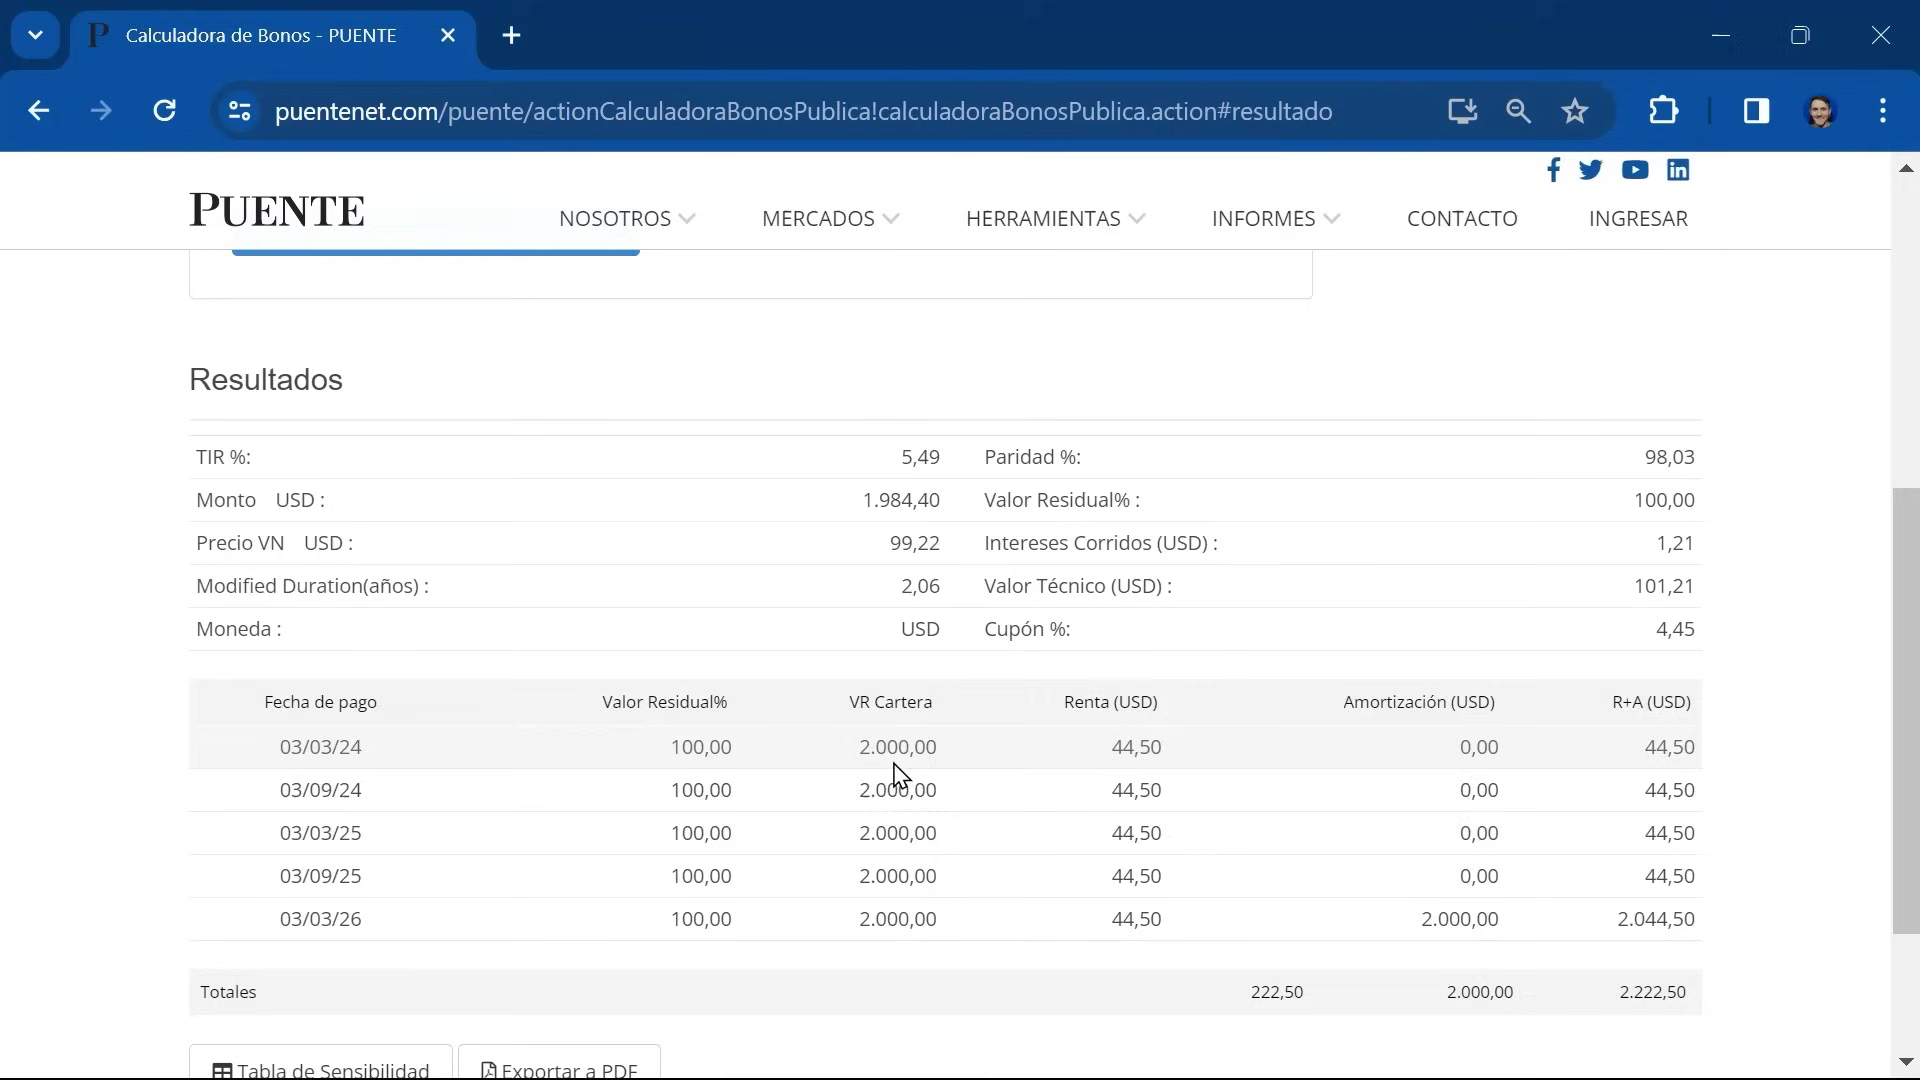 Calculadora de Bonos - PUENTE
puentenet.com/puente/actionCalculadoraBonosPublica!calculadoraBonosPublica.action#resultado
PUENTE
NOSOTROS MERCADOS HERRAMIENTAS INFORMES CONTACTO INGRESAR
Resultados
TIR %: 5,49 Paridad %: 98,03
Monto USD : 1.984,40 Valor Residual% : 100,00
Precio VN USD : 99,22 Intereses Corridos (USD) : 1,21
Modified Duration(años) : 2,06 Valor Técnico (USD) : 101,21
Moneda : USD Cupón %: 4,45
Fecha de pago Valor Residual% VR Cartera Renta (USD) Amortización (USD) R+A (USD)
03/03/24 100,00 2.000,00 44,50 0,00 44,50
03/09/24 100,00 2.000,00 44,50 0,00 44,50
03/03/25 100,00 2.000,00 44,50 0,00 44,50
03/09/25 100,00 2.000,00 44,50 0,00 44,50
03/03/26 100,00 2.000,00 44,50 2.000,00 2.044,50
Totales 222,50 2.000,00 2.222,50
Tabla de Sensibilidad Exportar a PDF